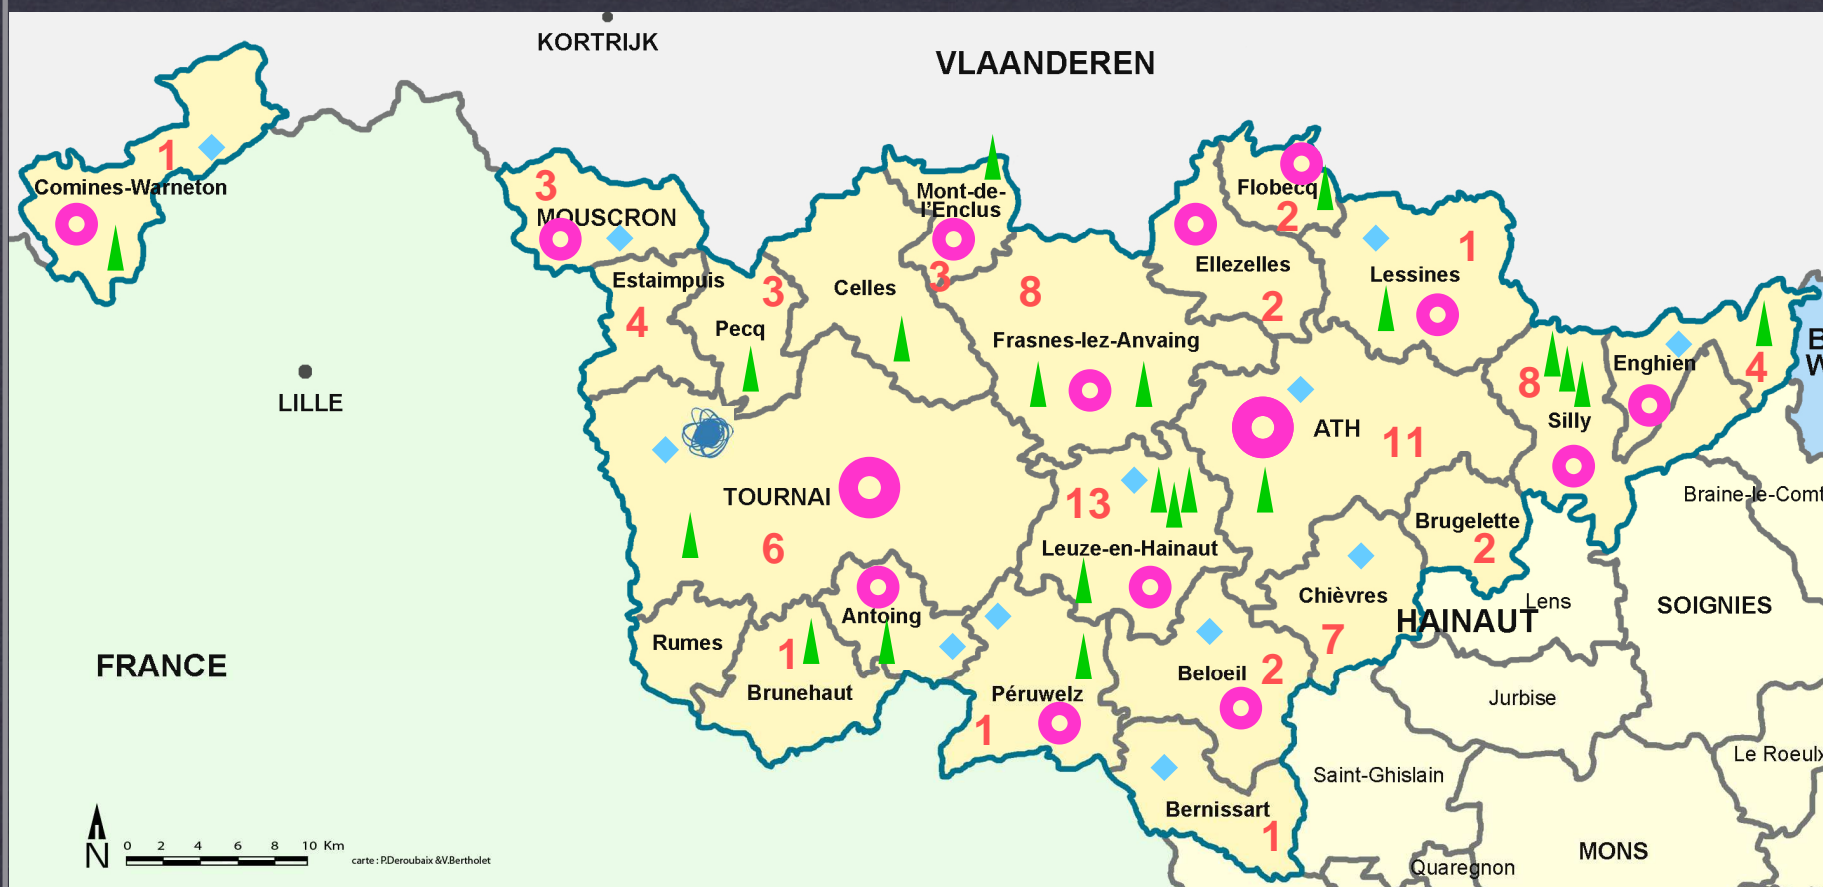 KORTRIJK
VLAANDEREN
1
Comines-Warneton
3
MOUSCRON
Mont-de-
l'Enclus
3
Flobecq
2
Estaimpuis
4
3
Pecq
Celles
8
Frasnes-lez-Anvaing
Ellezelles
2
1
Lessines
8
Silly
Enghien
4
B
W
LILLE
ATH
11
TOURNAI
6
13
Leuze-en-Hainaut
Brugelette
2
Braine-le-Comt
Chièvres
7
HAINAUT
Lens
SOIGNIES
FRANCE
Rumes
1
Brunehaut
Antoing
Péruwelz
1
Beloeil
2
Jurbise
Bernissart
1
Saint-Ghislain
Le Roeulx
MONS
Quaregnon
N
0 2 4 6 8 10 Km
carte : P.Deroubaix &V.Bertholet